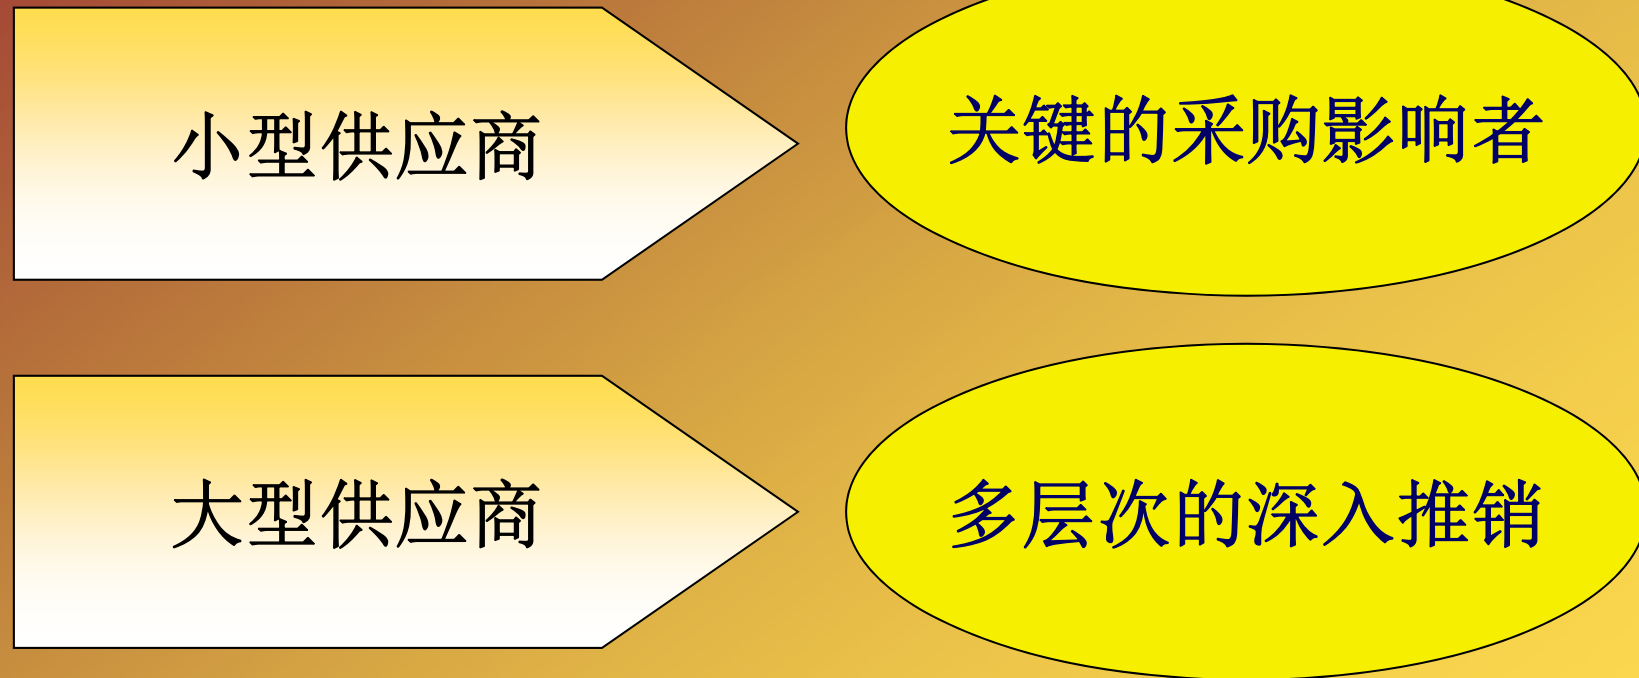 小型供应商
关键的采购影响者
大型供应商
多层次的深入推销